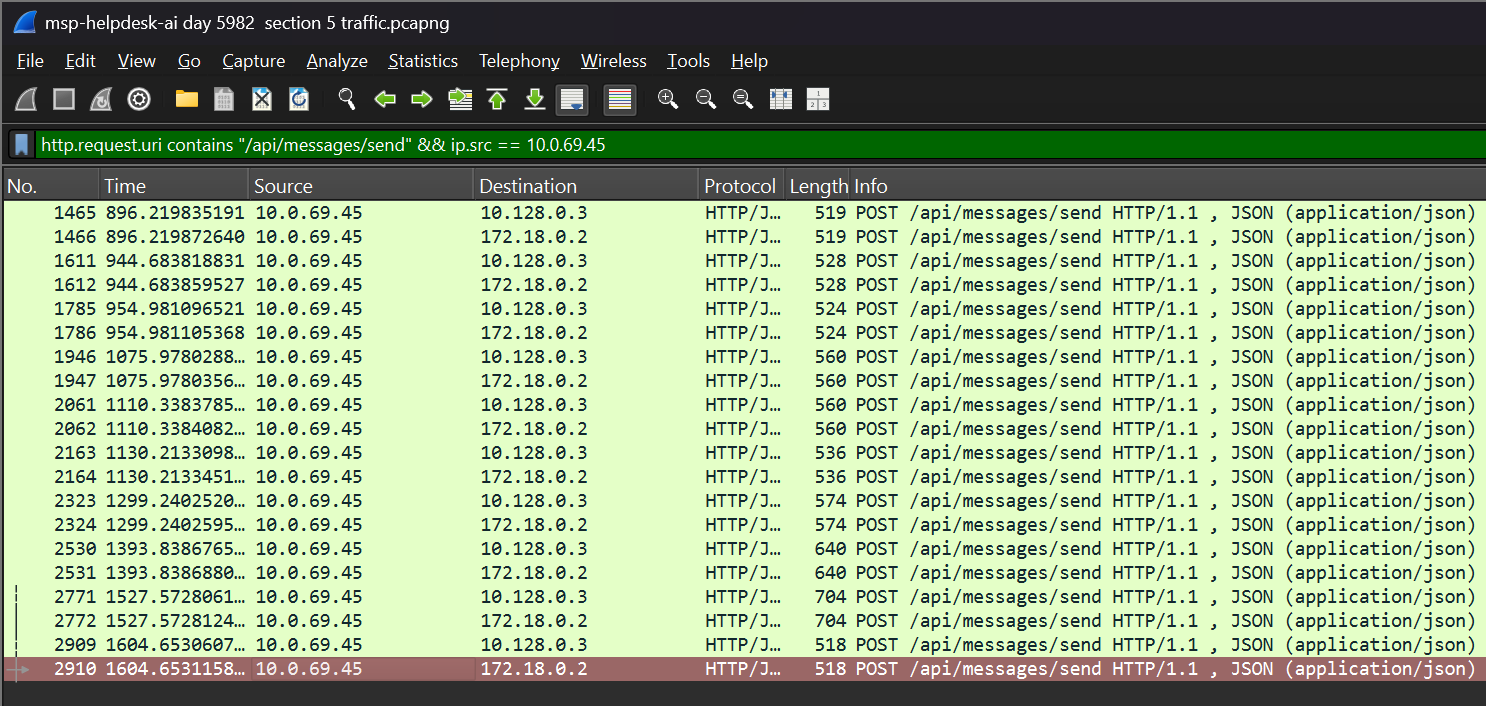 msp-helpdesk-ai day 5982  section 5 traffic.pcapng
File Edit View Go Capture Analyze Statistics Telephony Wireless Tools Help
http.request.uri contains "/api/messages/send" && ip.src == 10.0.69.45
No. Time Source Destination Protocol Length Info
1465 896.219835191 10.0.69.45 10.128.0.3 HTTP/J… 519 POST /api/messages/send HTTP/1.1 , JSON (application/json)
1466 896.219872640 10.0.69.45 172.18.0.2 HTTP/J… 519 POST /api/messages/send HTTP/1.1 , JSON (application/json)
1611 944.683818831 10.0.69.45 10.128.0.3 HTTP/J… 528 POST /api/messages/send HTTP/1.1 , JSON (application/json)
1612 944.683859527 10.0.69.45 172.18.0.2 HTTP/J… 528 POST /api/messages/send HTTP/1.1 , JSON (application/json)
1785 954.981096521 10.0.69.45 10.128.0.3 HTTP/J… 524 POST /api/messages/send HTTP/1.1 , JSON (application/json)
1786 954.981105368 10.0.69.45 172.18.0.2 HTTP/J… 524 POST /api/messages/send HTTP/1.1 , JSON (application/json)
1946 1075.9780288… 10.0.69.45 10.128.0.3 HTTP/J… 560 POST /api/messages/send HTTP/1.1 , JSON (application/json)
1947 1075.9780356… 10.0.69.45 172.18.0.2 HTTP/J… 560 POST /api/messages/send HTTP/1.1 , JSON (application/json)
2061 1110.3383785… 10.0.69.45 10.128.0.3 HTTP/J… 560 POST /api/messages/send HTTP/1.1 , JSON (application/json)
2062 1110.3384082… 10.0.69.45 172.18.0.2 HTTP/J… 560 POST /api/messages/send HTTP/1.1 , JSON (application/json)
2163 1130.2133098… 10.0.69.45 10.128.0.3 HTTP/J… 536 POST /api/messages/send HTTP/1.1 , JSON (application/json)
2164 1130.2133451… 10.0.69.45 172.18.0.2 HTTP/J… 536 POST /api/messages/send HTTP/1.1 , JSON (application/json)
2323 1299.2402520… 10.0.69.45 10.128.0.3 HTTP/J… 574 POST /api/messages/send HTTP/1.1 , JSON (application/json)
2324 1299.2402595… 10.0.69.45 172.18.0.2 HTTP/J… 574 POST /api/messages/send HTTP/1.1 , JSON (application/json)
2530 1393.8386765… 10.0.69.45 10.128.0.3 HTTP/J… 640 POST /api/messages/send HTTP/1.1 , JSON (application/json)
2531 1393.8386880… 10.0.69.45 172.18.0.2 HTTP/J… 640 POST /api/messages/send HTTP/1.1 , JSON (application/json)
2771 1527.5728061… 10.0.69.45 10.128.0.3 HTTP/J… 704 POST /api/messages/send HTTP/1.1 , JSON (application/json)
2772 1527.5728124… 10.0.69.45 172.18.0.2 HTTP/J… 704 POST /api/messages/send HTTP/1.1 , JSON (application/json)
2909 1604.6530607… 10.0.69.45 10.128.0.3 HTTP/J… 518 POST /api/messages/send HTTP/1.1 , JSON (application/json)
2910 1604.6531158… 10.0.69.45 172.18.0.2 HTTP/J… 518 POST /api/messages/send HTTP/1.1 , JSON (application/json)